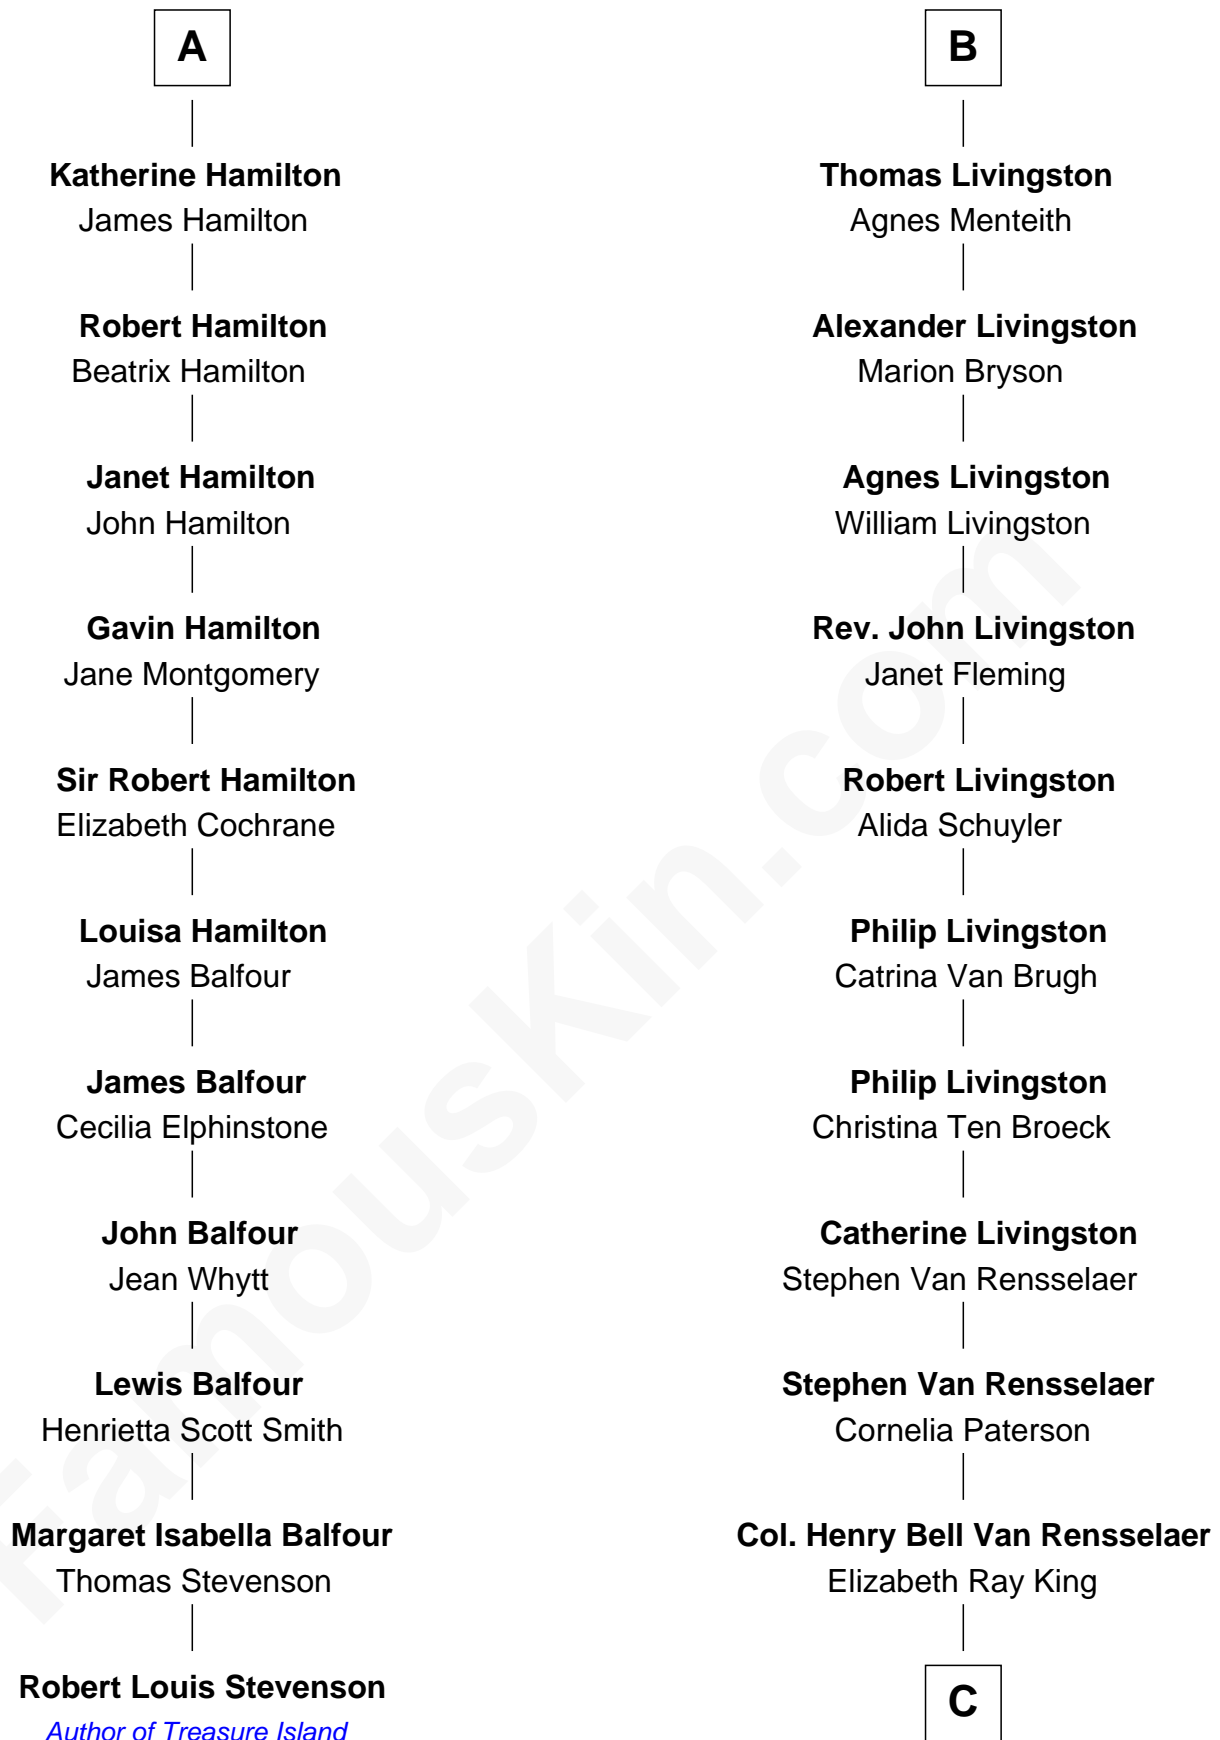 A
Katherine Hamilton
James Hamilton
Robert Hamilton
Beatrix Hamilton
Janet Hamilton
John Hamilton
Gavin Hamilton
Jane Montgomery
Sir Robert Hamilton
Elizabeth Cochrane
Louisa Hamilton
James Balfour
James Balfour
Cecilia Elphinstone
John Balfour
Jean Whytt
Lewis Balfour
Henrietta Scott Smith
Margaret Isabella Balfour
Thomas Stevenson
Robert Louis Stevenson
Author of Treasure Island
B
Thomas Livingston
Agnes Menteith
Alexander Livingston
Marion Bryson
Agnes Livingston
William Livingston
Rev. John Livingston
Janet Fleming
Robert Livingston
Alida Schuyler
Philip Livingston
Catrina Van Brugh
Philip Livingston
Christina Ten Broeck
Catherine Livingston
Stephen Van Rensselaer
Stephen Van Rensselaer
Cornelia Paterson
Col. Henry Bell Van Rensselaer
Elizabeth Ray King
C
FamousKin.com